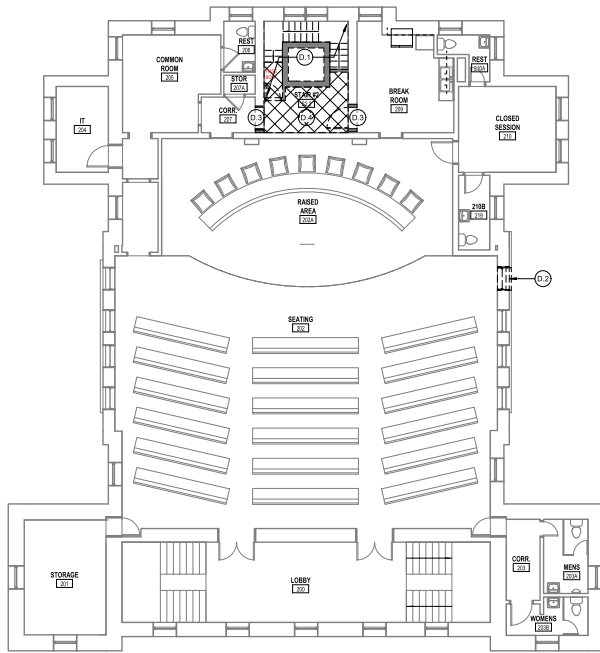 REST
206
COMMON
ROOM
205
D.1
REST
STOR
207A
STAIR #2
BREAK
ROOM
209
IT
204
CORR.
207
D.3
D.4
D.3
CLOSED
SESSION
210
RAISED
AREA
202A
210B
219
D.2
SEATING
202
STORAGE
201
LOBBY
200
CORR.
203
MENS
203A
WOMENS
203B